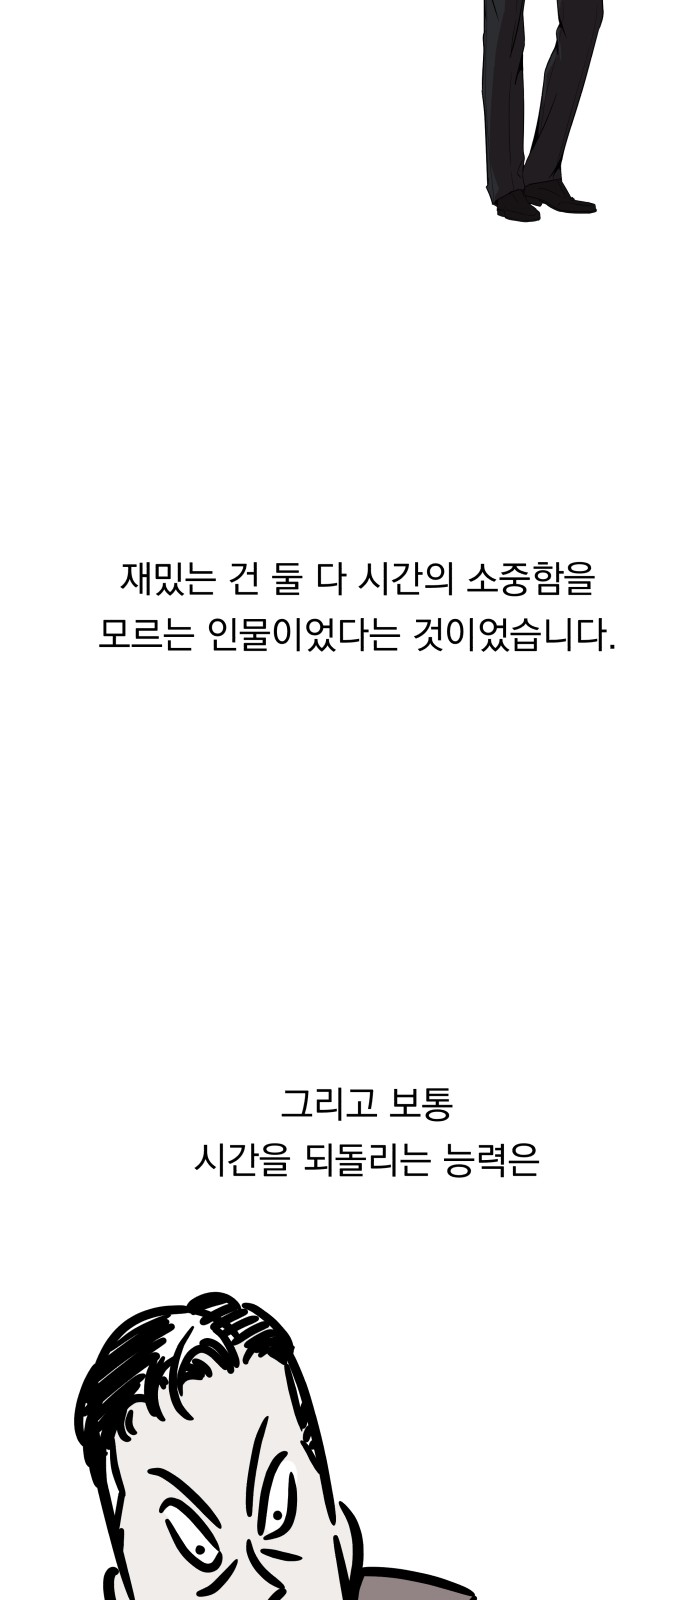 재밌는 건 둘 다 시간의 소중함을
모르는 인물이었다는 것이었습니다.
그리고 보통
시간을 되돌리는 능력은